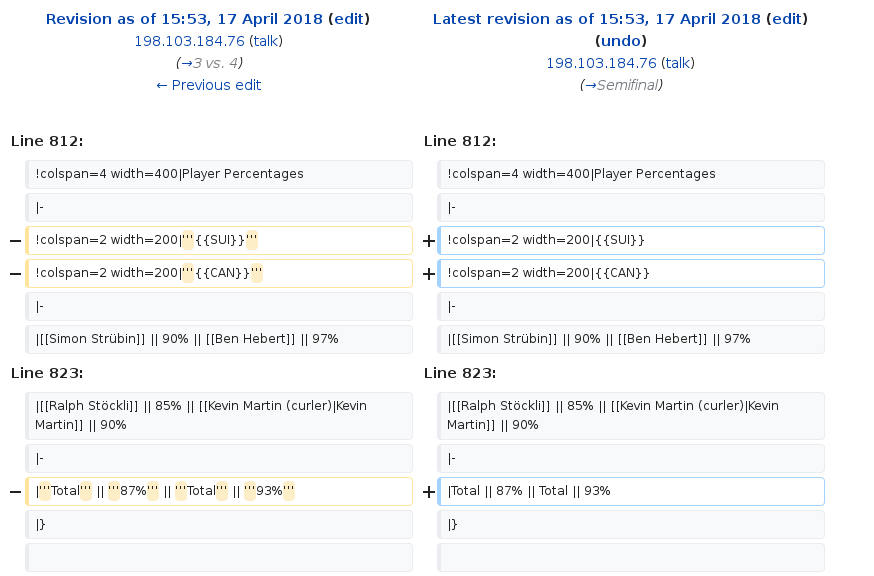 Revision as of 15:53, 17 April 2018 (edit)
198.103.184.76 (talk)
(→3 vs. 4)
← Previous edit
Latest revision as of 15:53, 17 April 2018 (edit)
(undo)
198.103.184.76 (talk)
(→Semifinal)
Line 812:
Line 812:
!colspan=4 width=400|Player Percentages
!colspan=4 width=400|Player Percentages
|-
|-
− !colspan=2 width=200|'''{{SUI}}'''
+ !colspan=2 width=200|{{SUI}}
− !colspan=2 width=200|'''{{CAN}}'''
+ !colspan=2 width=200|{{CAN}}
|-
|-
|[[Simon Strübin]] || 90% || [[Ben Hebert]] || 97%
|[[Simon Strübin]] || 90% || [[Ben Hebert]] || 97%
Line 823:
Line 823:
|[[Ralph Stöckli]] || 85% || [[Kevin Martin (curler)|Kevin
Martin]] || 90%
|[[Ralph Stöckli]] || 85% || [[Kevin Martin (curler)|Kevin
Martin]] || 90%
|-
|-
− |'''Total''' || '''87%''' || '''Total''' || '''93%'''
+ |Total || 87% || Total || 93%
|}
|}